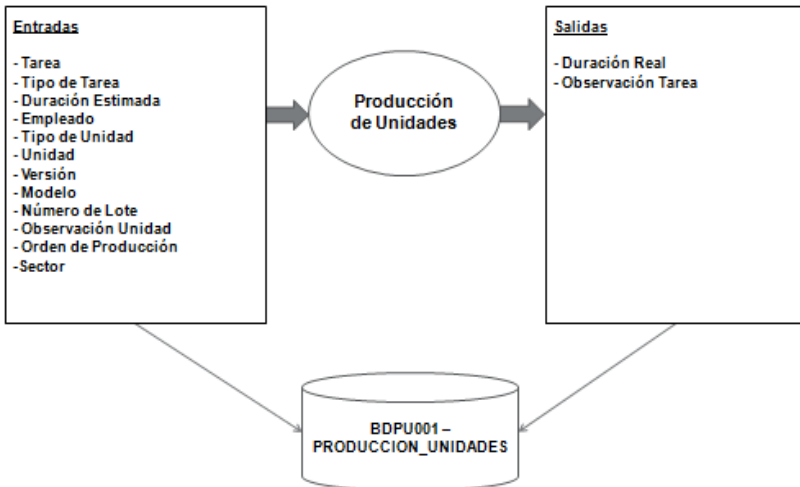 Entradas
- Tarea
- Tipo de Tarea
- Duración Estimada
- Empleado
- Tipo de Unidad
- Unidad
- Versión
- Modelo
- Número de Lote
- Observación Unidad
- Orden de Producción
-Sector
Producción
de Unidades
Salidas
- Duración Real
- Observación Tarea
BDPU001 –
PRODUCCION_UNIDADES